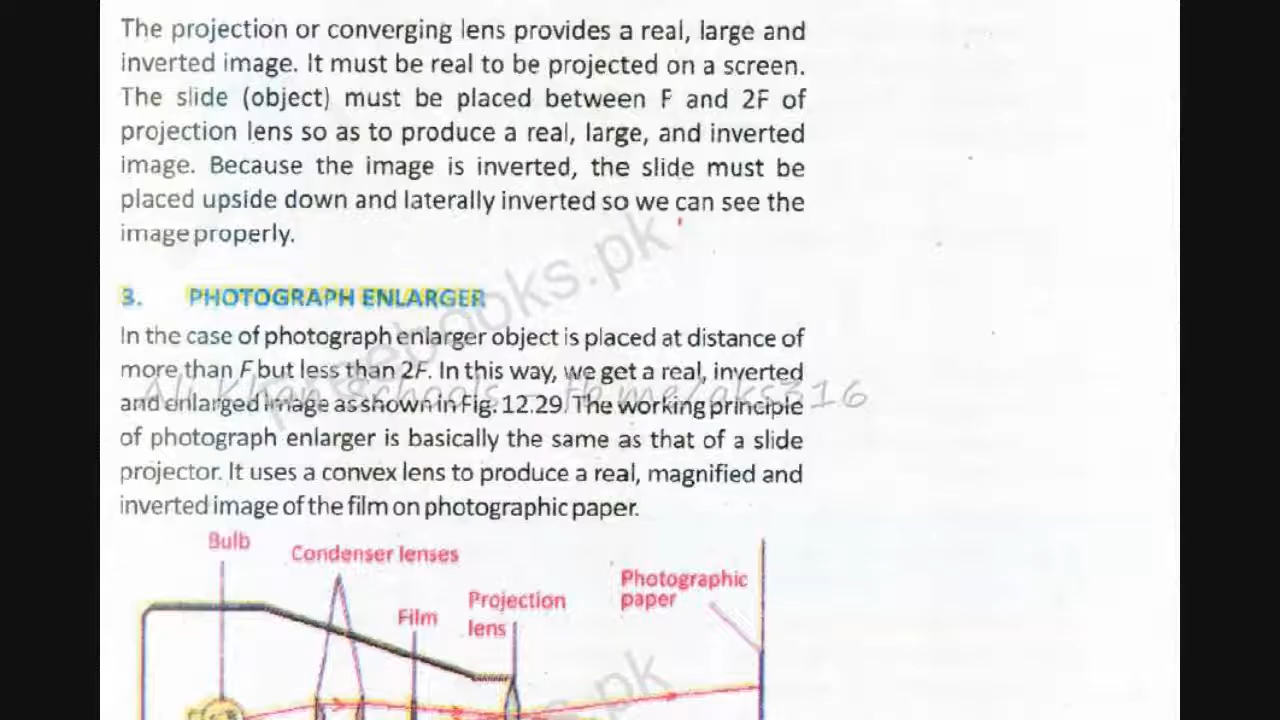 The projection or converging lens provides a real, large and
inverted image. It must be real to be projected on a screen.
The slide (object) must be placed between F and 2F of
projection lens so as to produce a real, large, and inverted
image. Because the image is inverted, the slide must be
placed upside down and laterally inverted so we can see the
image properly.
3. PHOTOGRAPH ENLARGER
In the case of photograph enlarger object is placed at distance of
more than F but less than 2F. In this way, we get a real, inverted
and enlarged image as shown in Fig. 12.29. The working principle
of photograph enlarger is basically the same as that of a slide
projector. It uses a convex lens to produce a real, magnified and
inverted image of the film on photographic paper.
Bulb
Condenser lenses
Film
Projection
lens
Photographic
paper